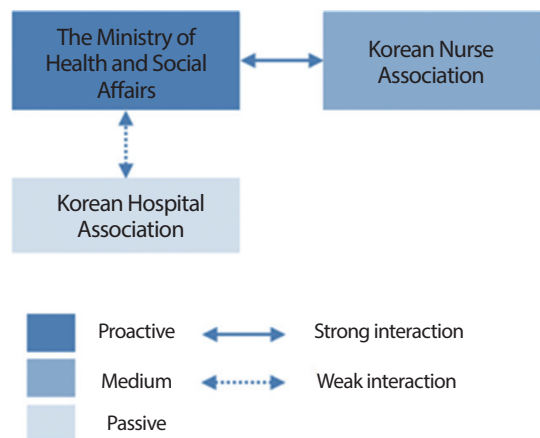 The Ministry of
Health and Social
Affairs
Korean Nurse
Association
Korean Hospital
Association
Proactive
Strong interaction
Medium
Weak interaction
Passive